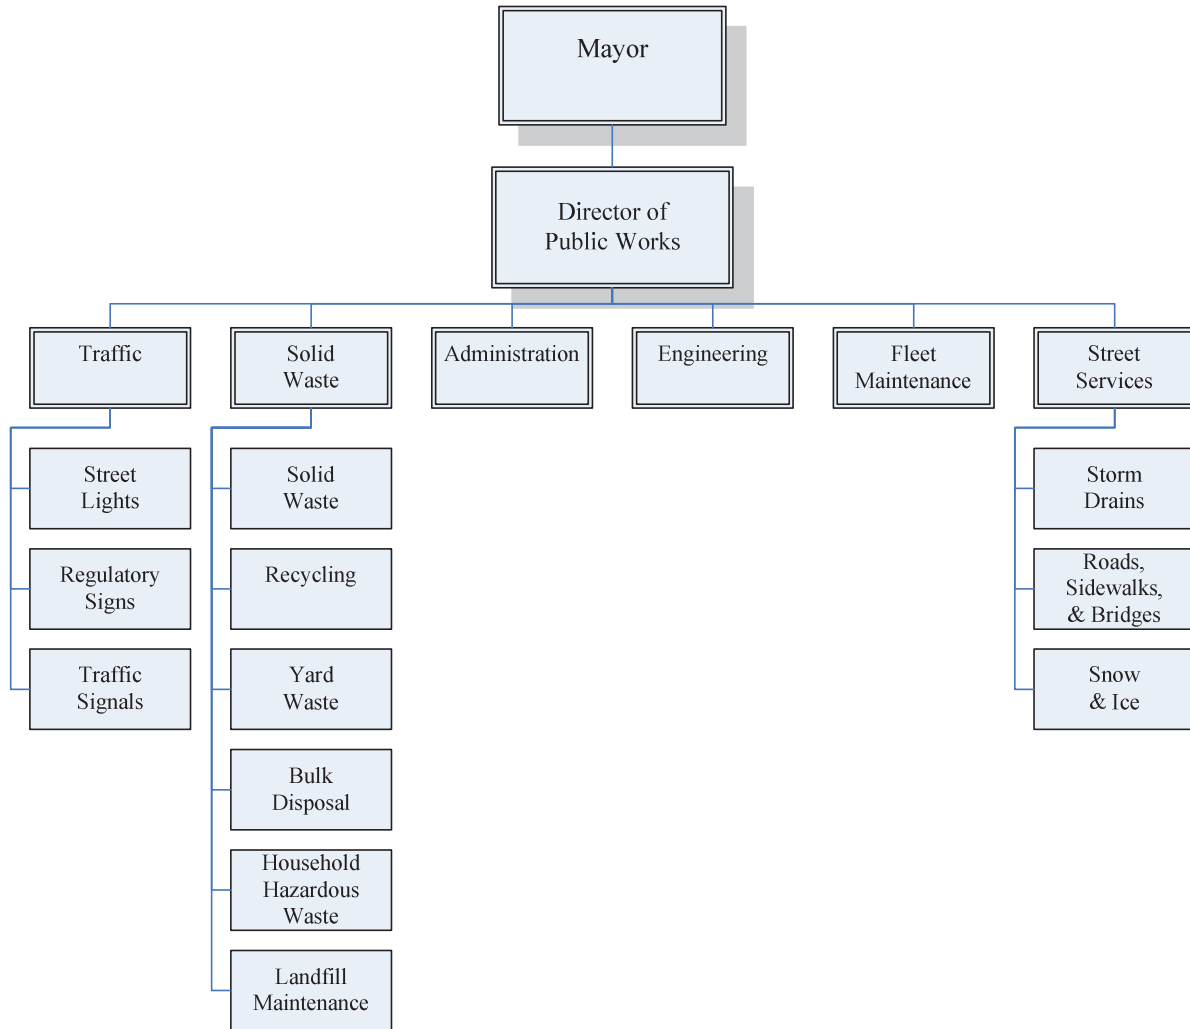 Mayor
Director of
Public Works
Traffic
Solid
Waste
Administration
Engineering
Fleet
Maintenance
Street
Services
Street
Lights
Regulatory
Signs
Traffic
Signals
Solid
Waste
Recycling
Yard
Waste
Bulk
Disposal
Household
Hazardous
Waste
Landfill
Maintenance
Storm
Drains
Roads,
Sidewalks,
& Bridges
Snow
& Ice